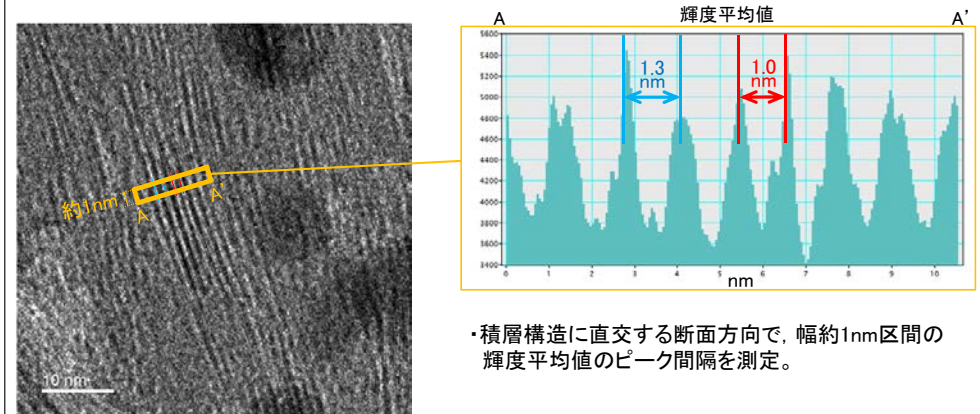 A
輝度平均値
A'
5600
5400
5200
5000
4800
4600
4400
4200
4000
3800
3600
3400
1.3
nm
1.0
nm
0
1
2
3
4
5
6
7
8
9
10
nm
約1nm
A
A'
10 nm
・積層構造に直交する断面方向で, 幅約1nm区間の
輝度平均値のピーク間隔を測定。